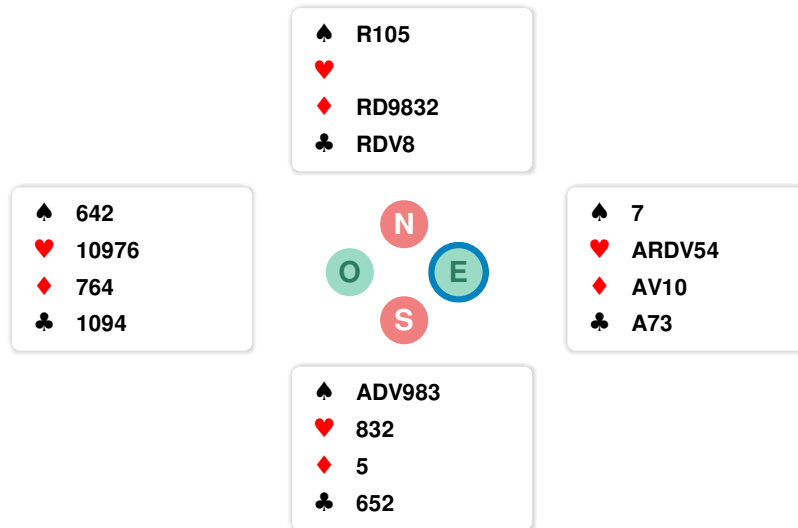 ♠ R105
♥
♦ RD9832
♣ RDV8
♠ 642
♥ 10976
♦ 764
♣ 1094
N
O E
S
♠ 7
♥ ARDV54
♦ AV10
♣ A73
♠ ADV983
♥ 832
♦ 5
♣ 652